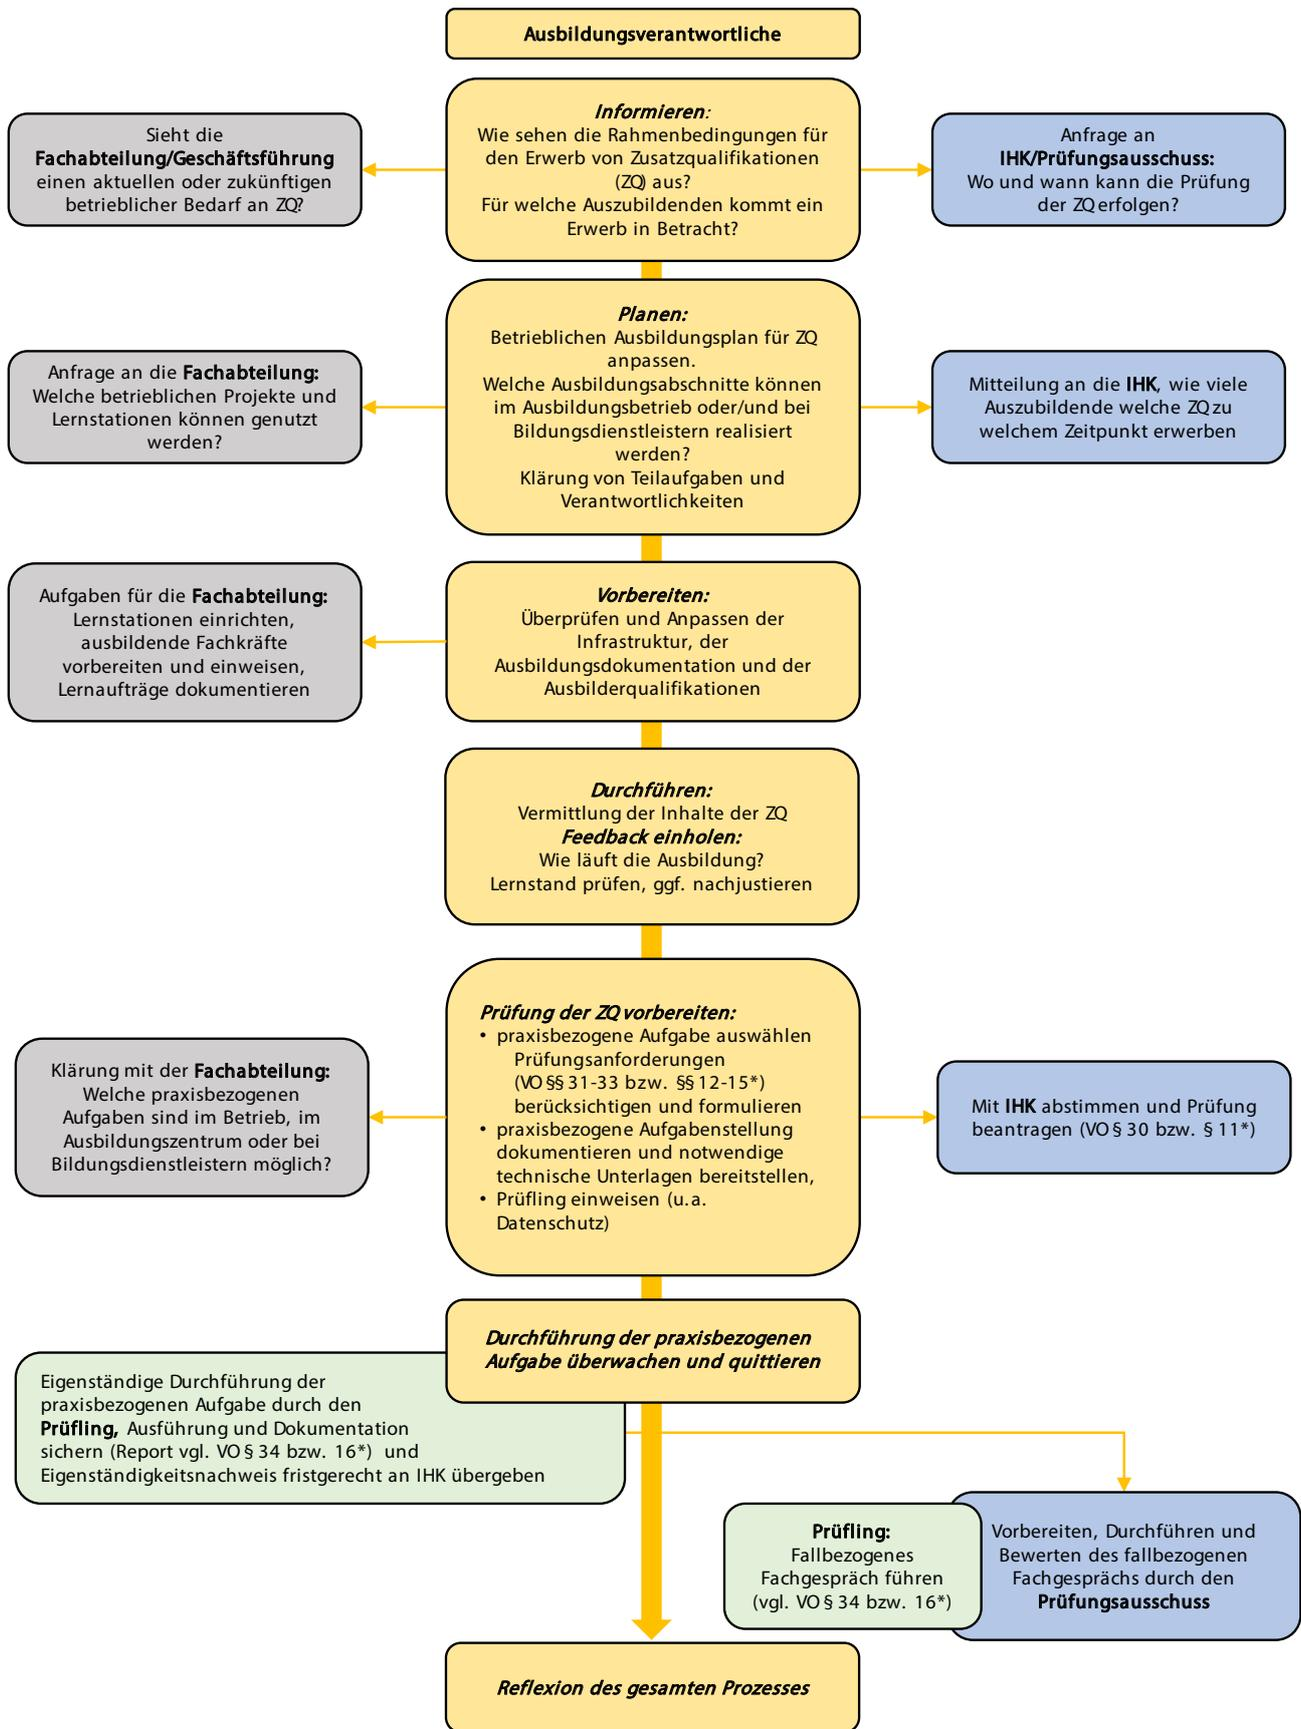 Ausbildungsverantwortliche
Informieren:
Wie sehen die Rahmenbedingungen für
den Erwerb von Zusatzqualifikationen
(ZQ) aus?
Für welche Auszubildenden kommt ein
Erwerb in Betracht?
Sieht die
Fachabteilung/Geschäftsführung
einen aktuellen oder zukünftigen
betrieblicher Bedarf an ZQ?
Anfrage an
IHK/Prüfungsausschuss:
Wo und wann kann die Prüfung
der ZQ erfolgen?
Planen:
Betrieblichen Ausbildungsplan für ZQ
anpassen.
Welche Ausbildungsabschnitte können
im Ausbildungsbetrieb oder/und bei
Bildungsdienstleistern realisiert
werden?
Klärung von Teilaufgaben und
Verantwortlichkeiten
Anfrage an die Fachabteilung:
Welche betrieblichen Projekte und
Lernstationen können genutzt
werden?
Mitteilung an die IHK, wie viele
Auszubildende welche ZQ zu
welchem Zeitpunkt erwerben
Vorbereiten:
Überprüfen und Anpassen der
Infrastruktur, der
Ausbildungsdokumentation und der
Ausbilderqualifikationen
Aufgaben für die Fachabteilung:
Lernstationen einrichten,
ausbildende Fachkräfte
vorbereiten und einweisen,
Lernaufträge dokumentieren
Durchführen:
Vermittlung der Inhalte der ZQ
Feedback einholen:
Wie läuft die Ausbildung?
Lernstand prüfen, ggf. nachjustieren
Prüfung der ZQ vorbereiten:
• praxisbezogene Aufgabe auswählen
Prüfungsanforderungen
(VO §§ 31-33 bzw. §§ 12-15*)
berücksichtigen und formulieren
• praxisbezogene Aufgabenstellung
dokumentieren und notwendige
technische Unterlagen bereitstellen,
• Prüfling einweisen (u.a.
Datenschutz)
Klärung mit der Fachabteilung:
Welche praxisbezogenen
Aufgaben sind im Betrieb, im
Ausbildungszentrum oder bei
Bildungsdienstleistern möglich?
Mit IHK abstimmen und Prüfung
beantragen (VO § 30 bzw. § 11*)
Durchführung der praxisbezogenen
Aufgabe überwachen und quittieren
Eigenständige Durchführung der
praxisbezogenen Aufgabe durch den
Prüfling, Ausführung und Dokumentation
sichern (Report vgl. VO § 34 bzw. 16*) und
Eigenständigkeitsnachweis fristgerecht an IHK übergeben
Prüfling:
Fallbezogenes
Fachgespräch führen
(vgl. VO § 34 bzw. 16*)
Vorbereiten, Durchführen und
Bewerten des fallbezogenen
Fachgesprächs durch den
Prüfungsausschuss
Reflexion des gesamten Prozesses